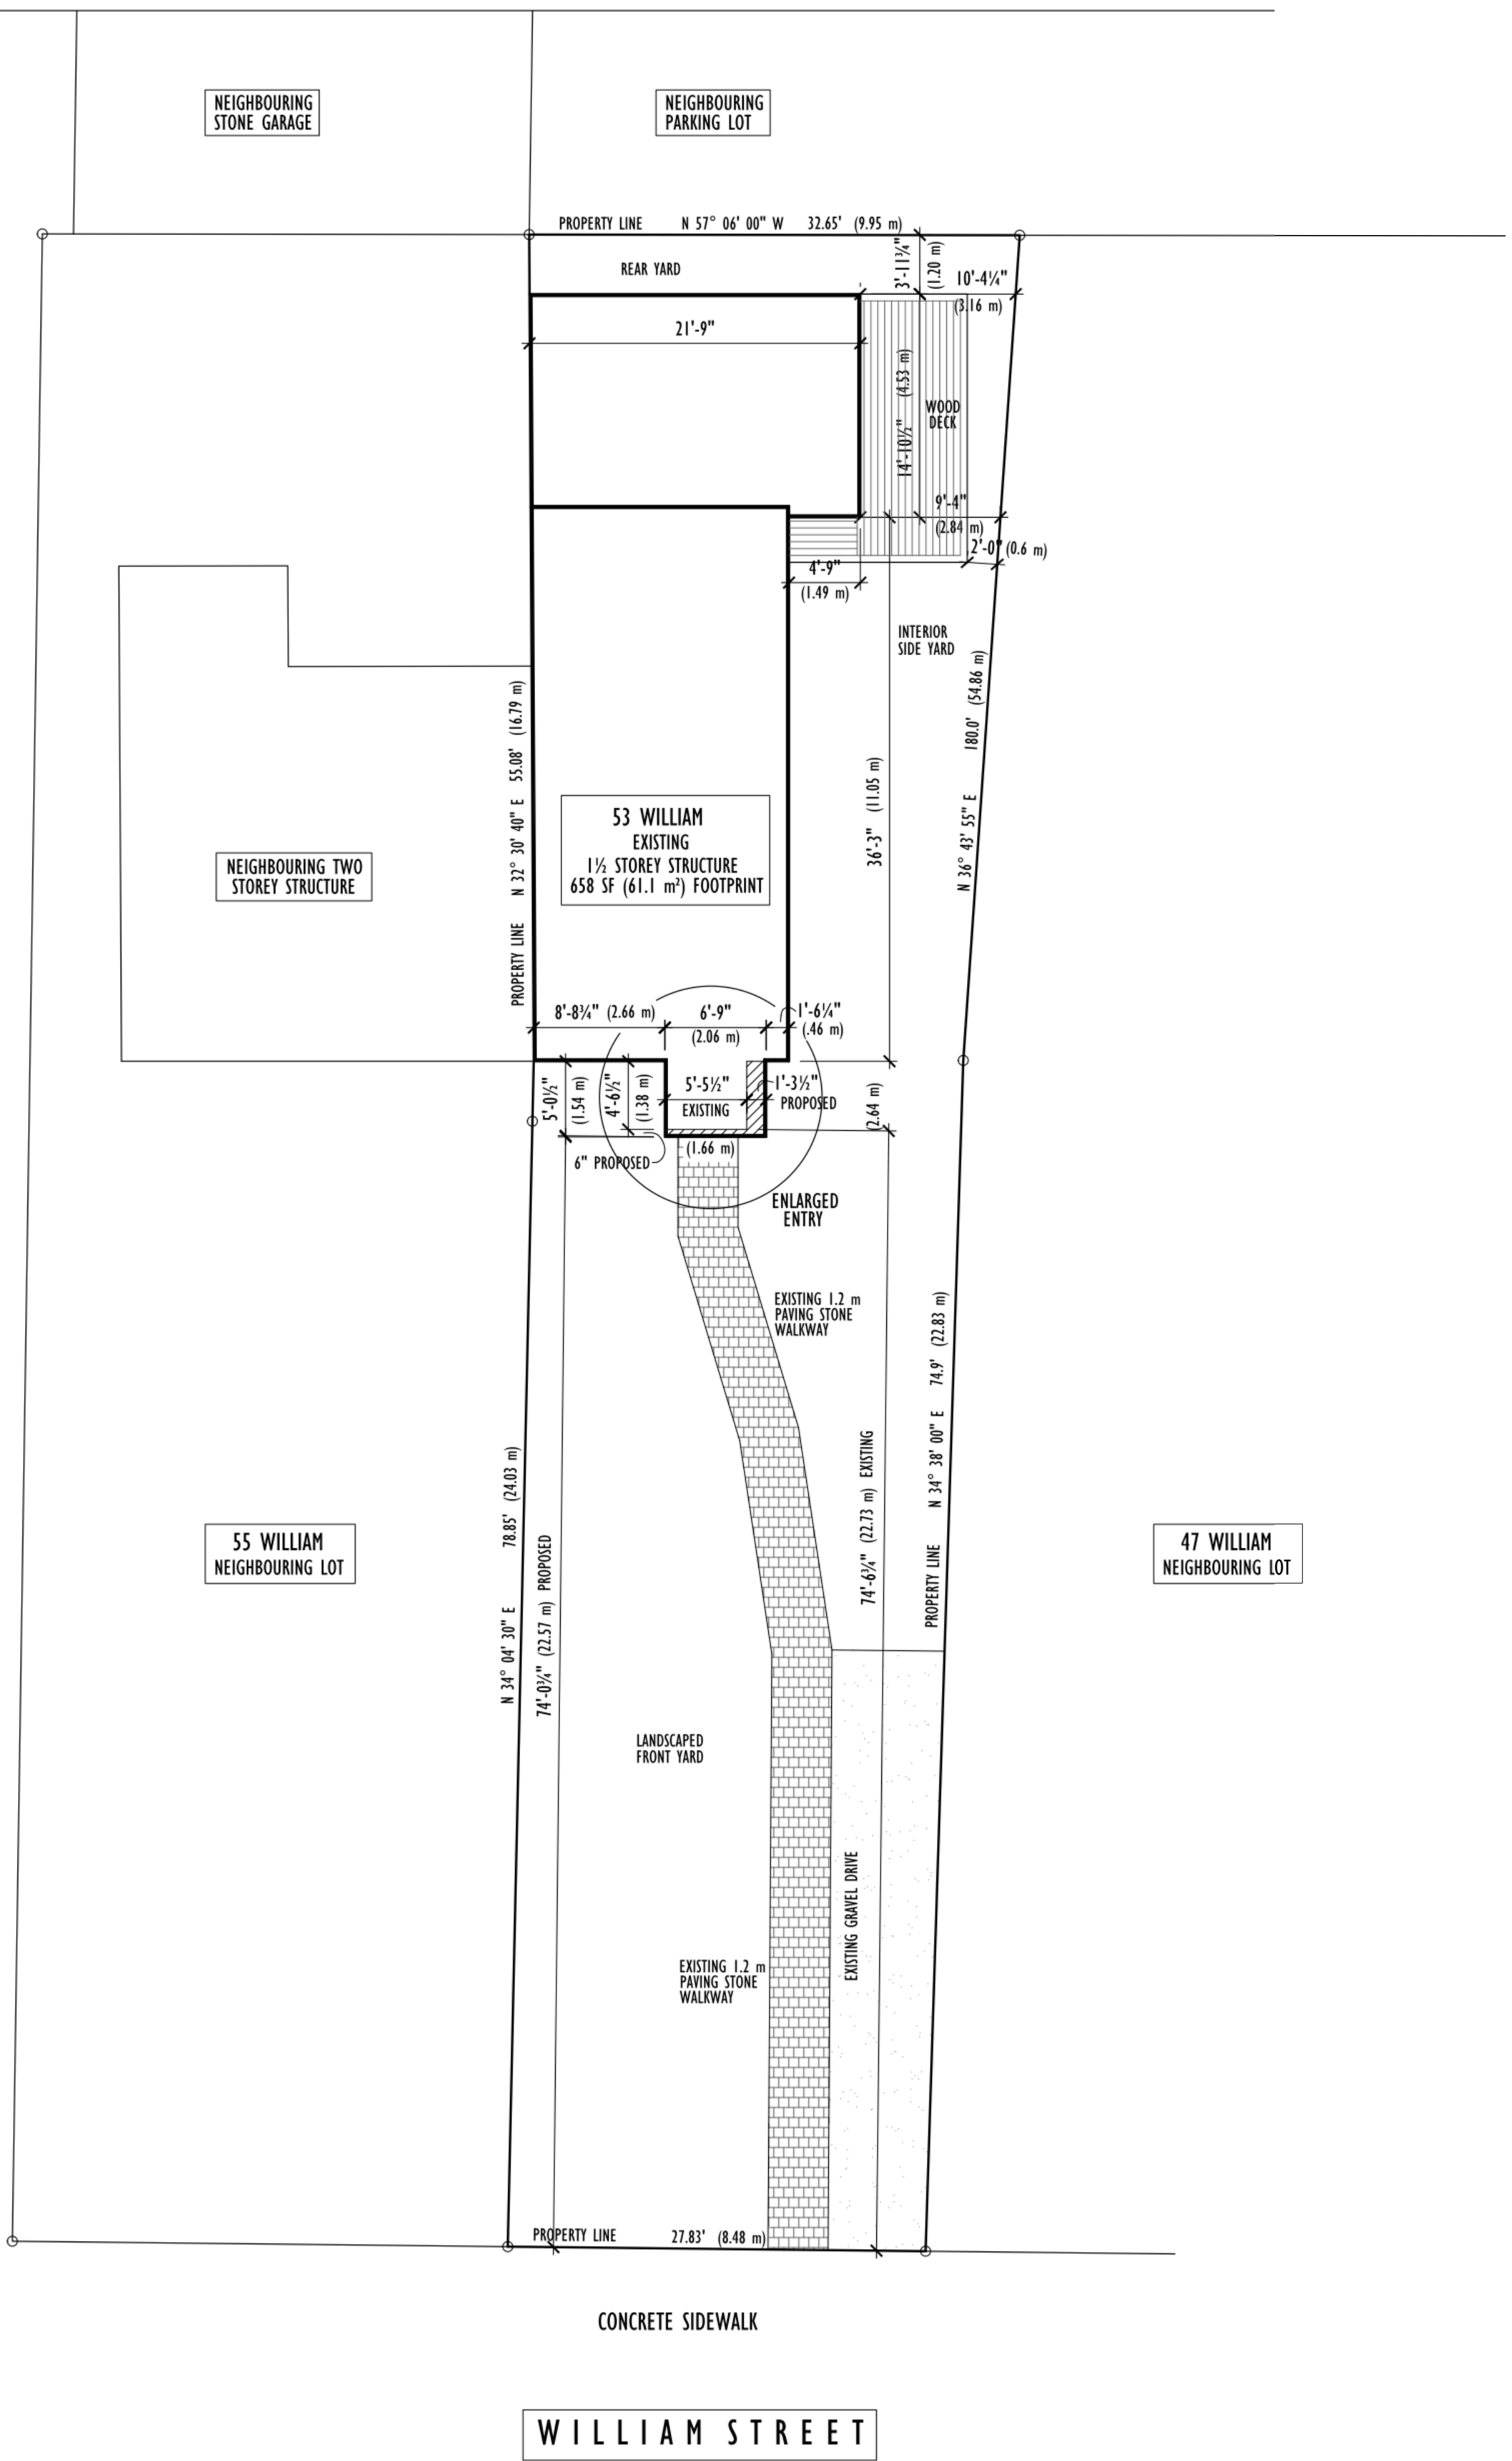 NEIGHBOURING
STONE GARAGE
NEIGHBOURING
PARKING LOT
PROPERTY LINE N 57° 06' 00" W 32.65' (9.95 m)
REAR YARD
3'-11¾"
(1.20 m)
10'-4¼"
(3.16 m)
21'-9"
14'-10½" (4.53 m)
WOOD
DECK
9'-4"
(2.84 m)
2'-0" (0.6 m)
4'-9"
(1.49 m)
INTERIOR
SIDE YARD
PROPERTY LINE N 32° 30' 40" E 55.08' (16.79 m)
N 36° 43' 55" E 180.0' (54.86 m)
36'-3" (11.05 m)
53 WILLIAM
EXISTING
1½ STOREY STRUCTURE
658 SF (61.1 m²) FOOTPRINT
NEIGHBOURING TWO
STOREY STRUCTURE
8'-8¾" (2.66 m)
6'-9"
(2.06 m)
1'-6¼"
(.46 m)
5'-0½"
(1.54 m)
4'-6½"
(1.38 m)
5'-5½"
EXISTING
1'-3½"
PROPOSED
(2.64 m)
(1.66 m)
6" PROPOSED
ENLARGED
ENTRY
EXISTING 1.2 m
PAVING STONE
WALKWAY
PROPERTY LINE N 34° 38' 00" E 74.9' (22.83 m)
74'-6¾" (22.73 m) EXISTING
N 34° 04' 30" E 78.85' (24.03 m)
74'-0¾" (22.57 m) PROPOSED
55 WILLIAM
NEIGHBOURING LOT
47 WILLIAM
NEIGHBOURING LOT
LANDSCAPED
FRONT YARD
EXISTING GRAVEL DRIVE
EXISTING 1.2 m
PAVING STONE
WALKWAY
PROPERTY LINE 27.83' (8.48 m)
CONCRETE SIDEWALK
WILLIAM STREET